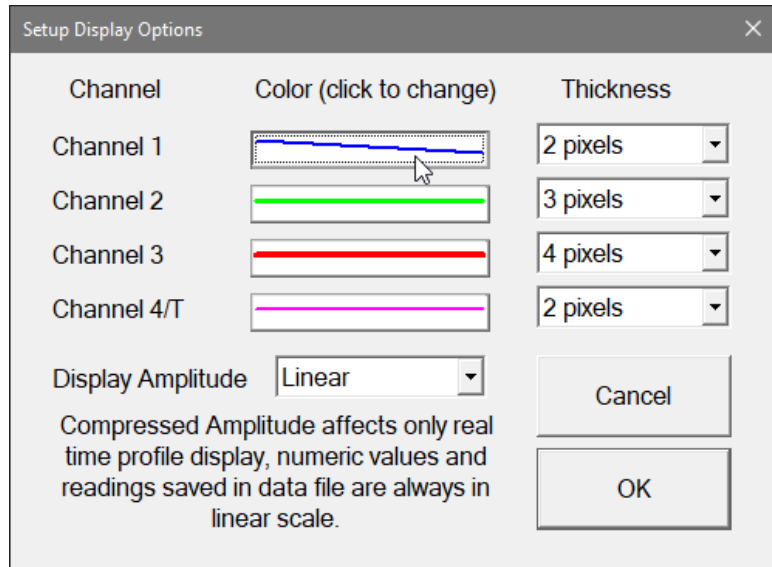 Setup Display Options
Channel Color (click to change) Thickness
Channel 1 2 pixels
Channel 2 3 pixels
Channel 3 4 pixels
Channel 4/T 2 pixels
Display Amplitude Linear
Cancel
Compressed Amplitude affects only real
time profile display, numeric values and
readings saved in data file are always in
linear scale.
OK